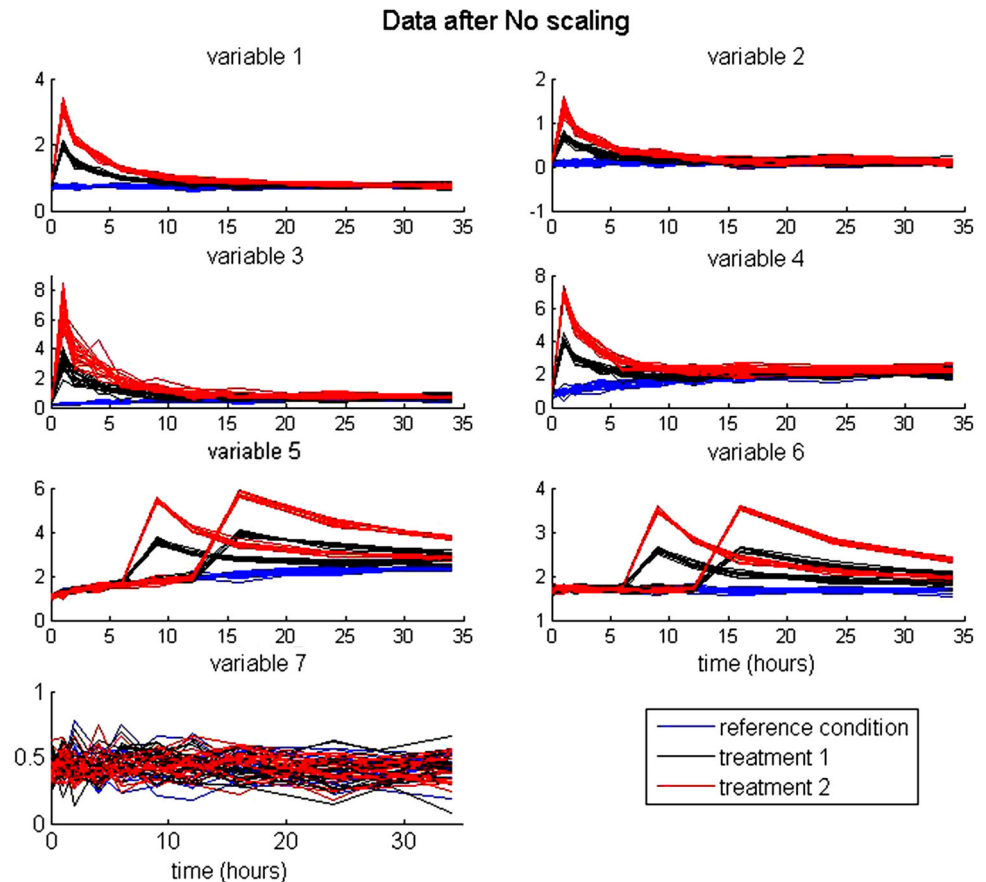 Data after No scaling
variable 1
4
2
0
0 5 10 15 20 25 30 35
variable 2
2
1
0
-1
0 5 10 15 20 25 30 35
variable 3
8
6
4
2
0
0 5 10 15 20 25 30 35
variable 4
8
6
4
2
0
0 5 10 15 20 25 30 35
variable 5
6
4
2
0
0 5 10 15 20 25 30 35
variable 6
4
3
2
1
0 5 10 15 20 25 30 35
time (hours)
variable 7
1
0.5
0
0 10 20 30
time (hours)
reference condition
treatment 1
treatment 2